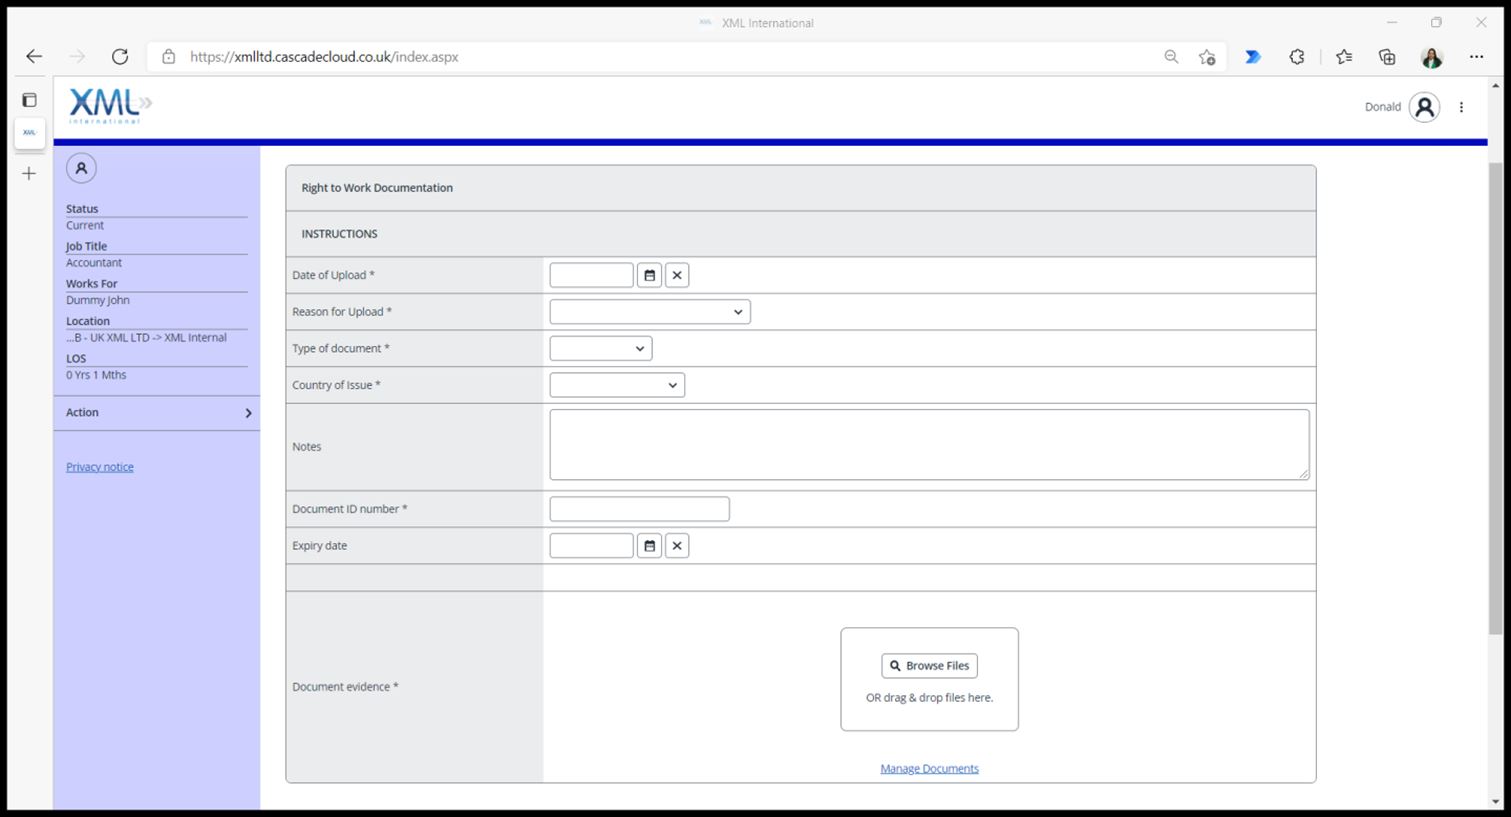 XML International
https://xmlltd.cascadecloud.co.uk/index.aspx
XML
international
Donald
XML
Status
Current
Job Title
Accountant
Works For
Dummy John
Location
...B - UK XML LTD -> XML Internal
LOS
0 Yrs 1 Mths
Action
Privacy notice
Right to Work Documentation
INSTRUCTIONS
Date of Upload *
Reason for Upload *
Type of document *
Country of Issue *
Notes
Document ID number *
Expiry date
Document evidence *
Browse Files
OR drag & drop files here.
Manage Documents